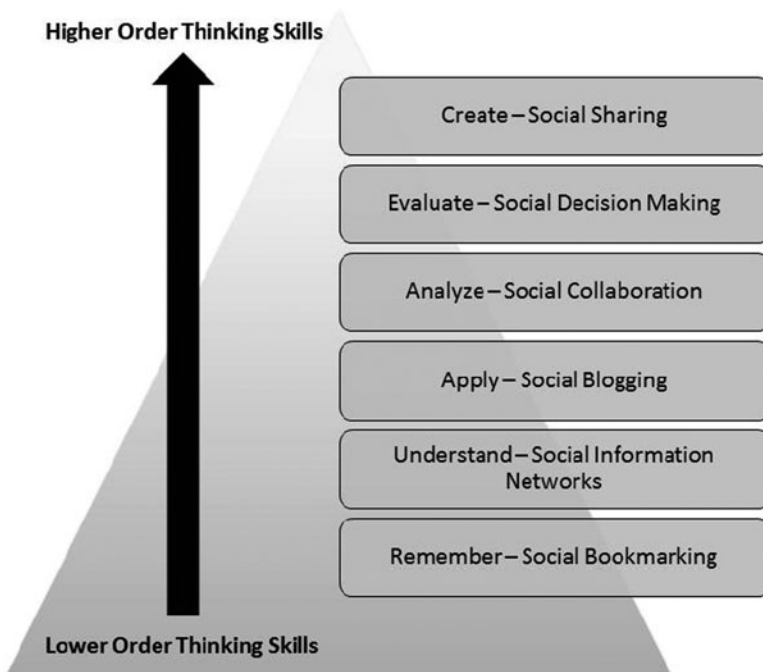 Higher Order Thinking Skills
Create – Social Sharing
Evaluate – Social Decision Making
Analyze – Social Collaboration
Apply – Social Blogging
Understand – Social Information
Networks
Remember – Social Bookmarking
Lower Order Thinking Skills